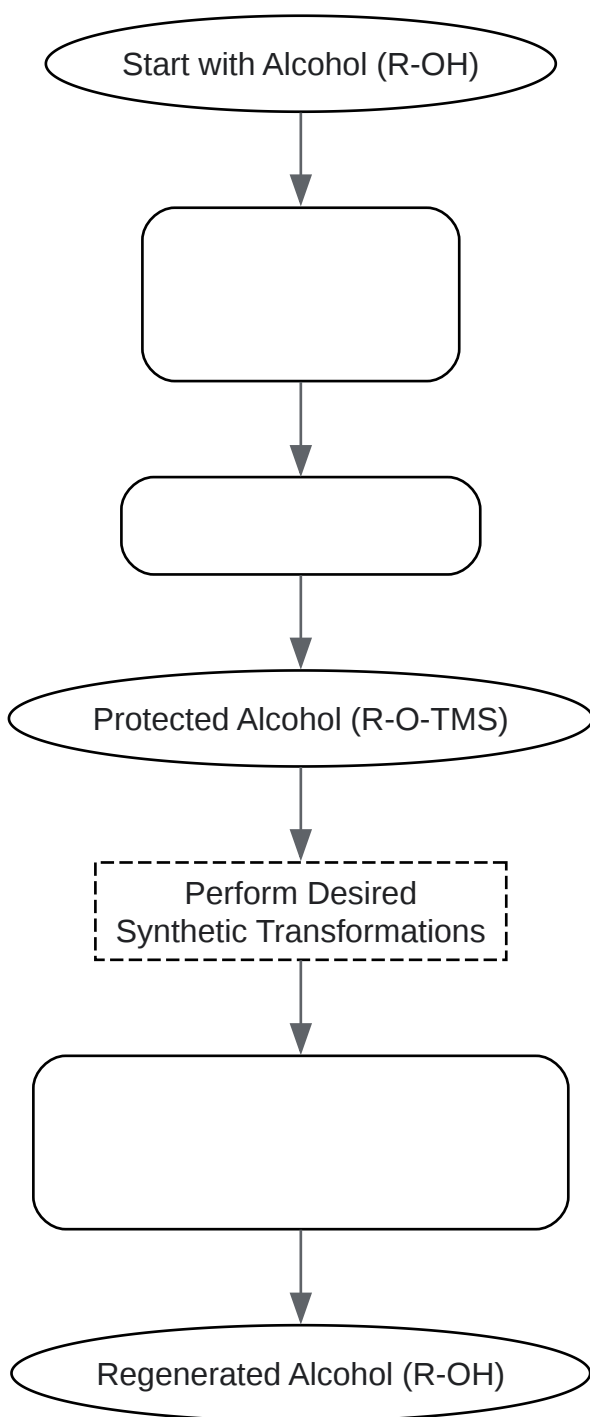 Start with Alcohol (R-OH)
Protected Alcohol (R-O-TMS)
Perform Desired
Synthetic Transformations
Regenerated Alcohol (R-OH)